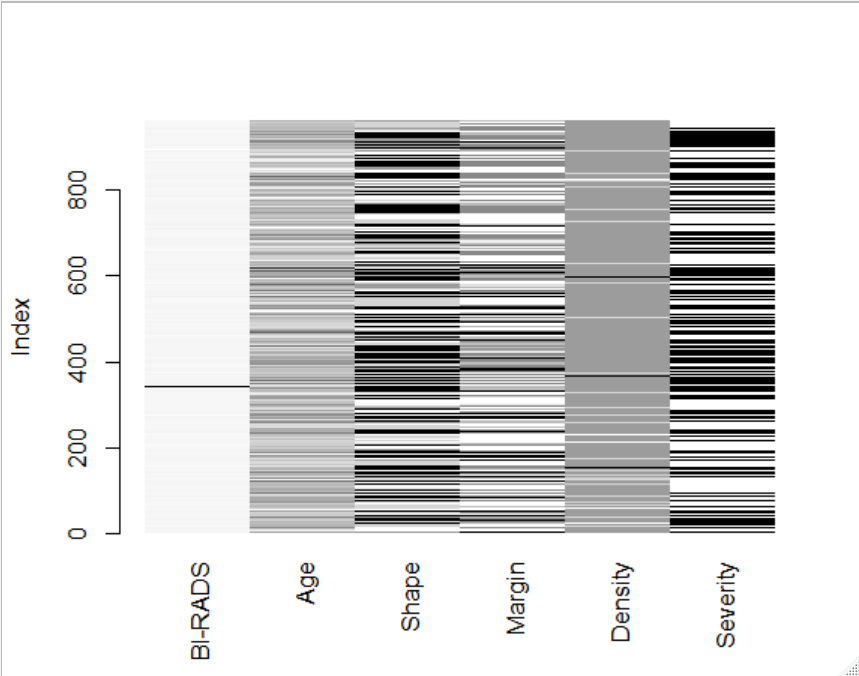 800
600
400
200
0
Index
BI-RADS
Age
Shape
Margin
Density
Severity